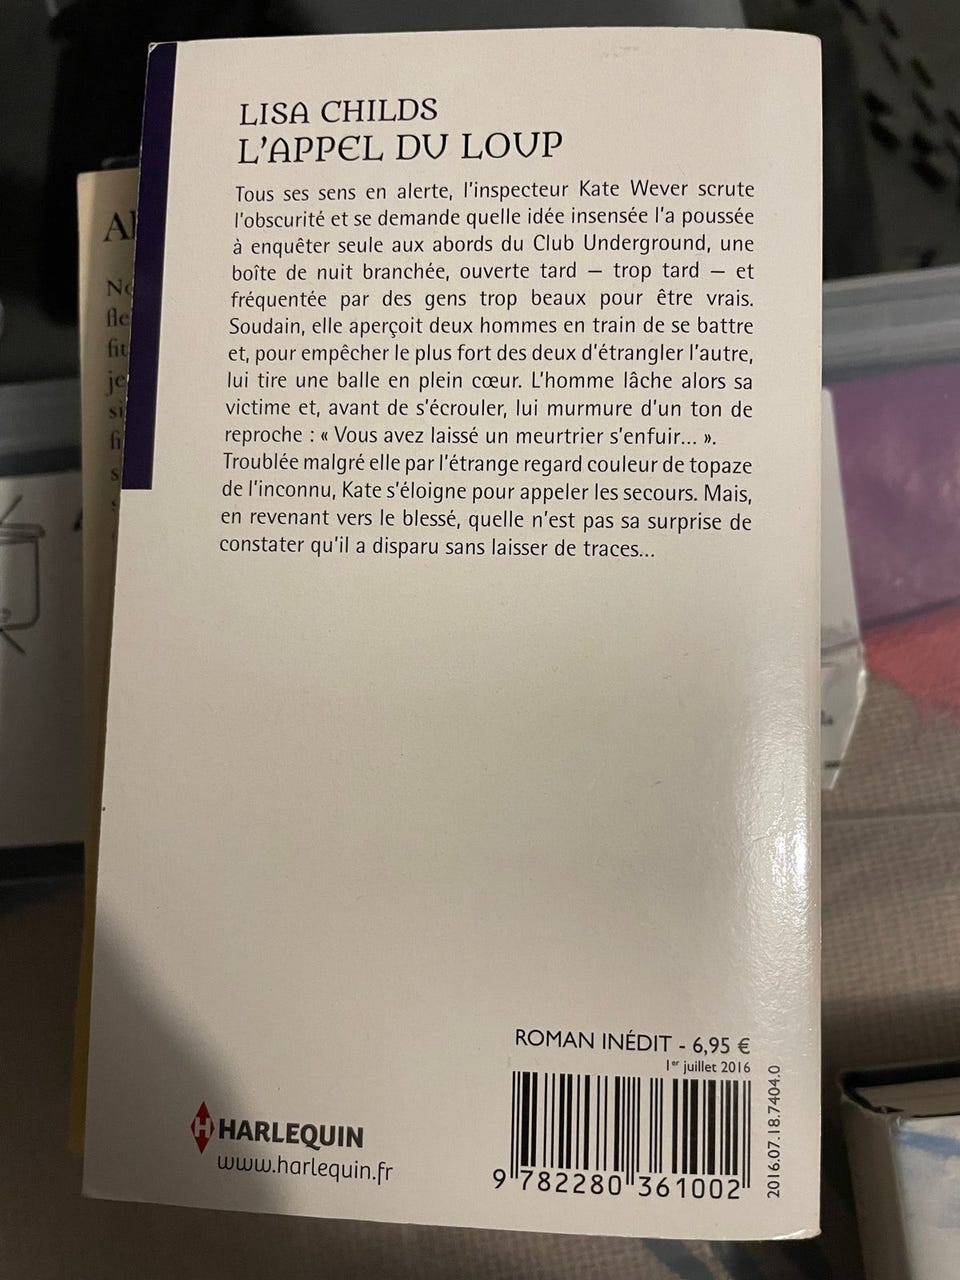 LISA CHILDS
L'APPEL DU LOUP
Tous ses sens en alerte, l'inspecteur Kate Wever scrute
l'obscurité et se demande quelle idée insensée l'a poussée
à enquêter seule aux abords du Club Underground, une
boîte de nuit branchée, ouverte tard — trop tard — et
fréquentée par des gens trop beaux pour être vrais.
Soudain, elle aperçoit deux hommes en train de se battre
et, pour empêcher le plus fort des deux d'étrangler l'autre,
lui tire une balle en plein cœur. L'homme lâche alors sa
victime et, avant de s'écrouler, lui murmure d'un ton de
reproche : « Vous avez laissé un meurtrier s'enfuir... ».
Troublée malgré elle par l'étrange regard couleur de topaze
de l'inconnu, Kate s'éloigne pour appeler les secours. Mais,
en revenant vers le blessé, quelle n'est pas sa surprise de
constater qu'il a disparu sans laisser de traces...
ROMAN INÉDIT - 6,95 €
1er juillet 2016
H HARLEQUIN
www.harlequin.fr
9 782280 361002
2016.07.18.7404.0